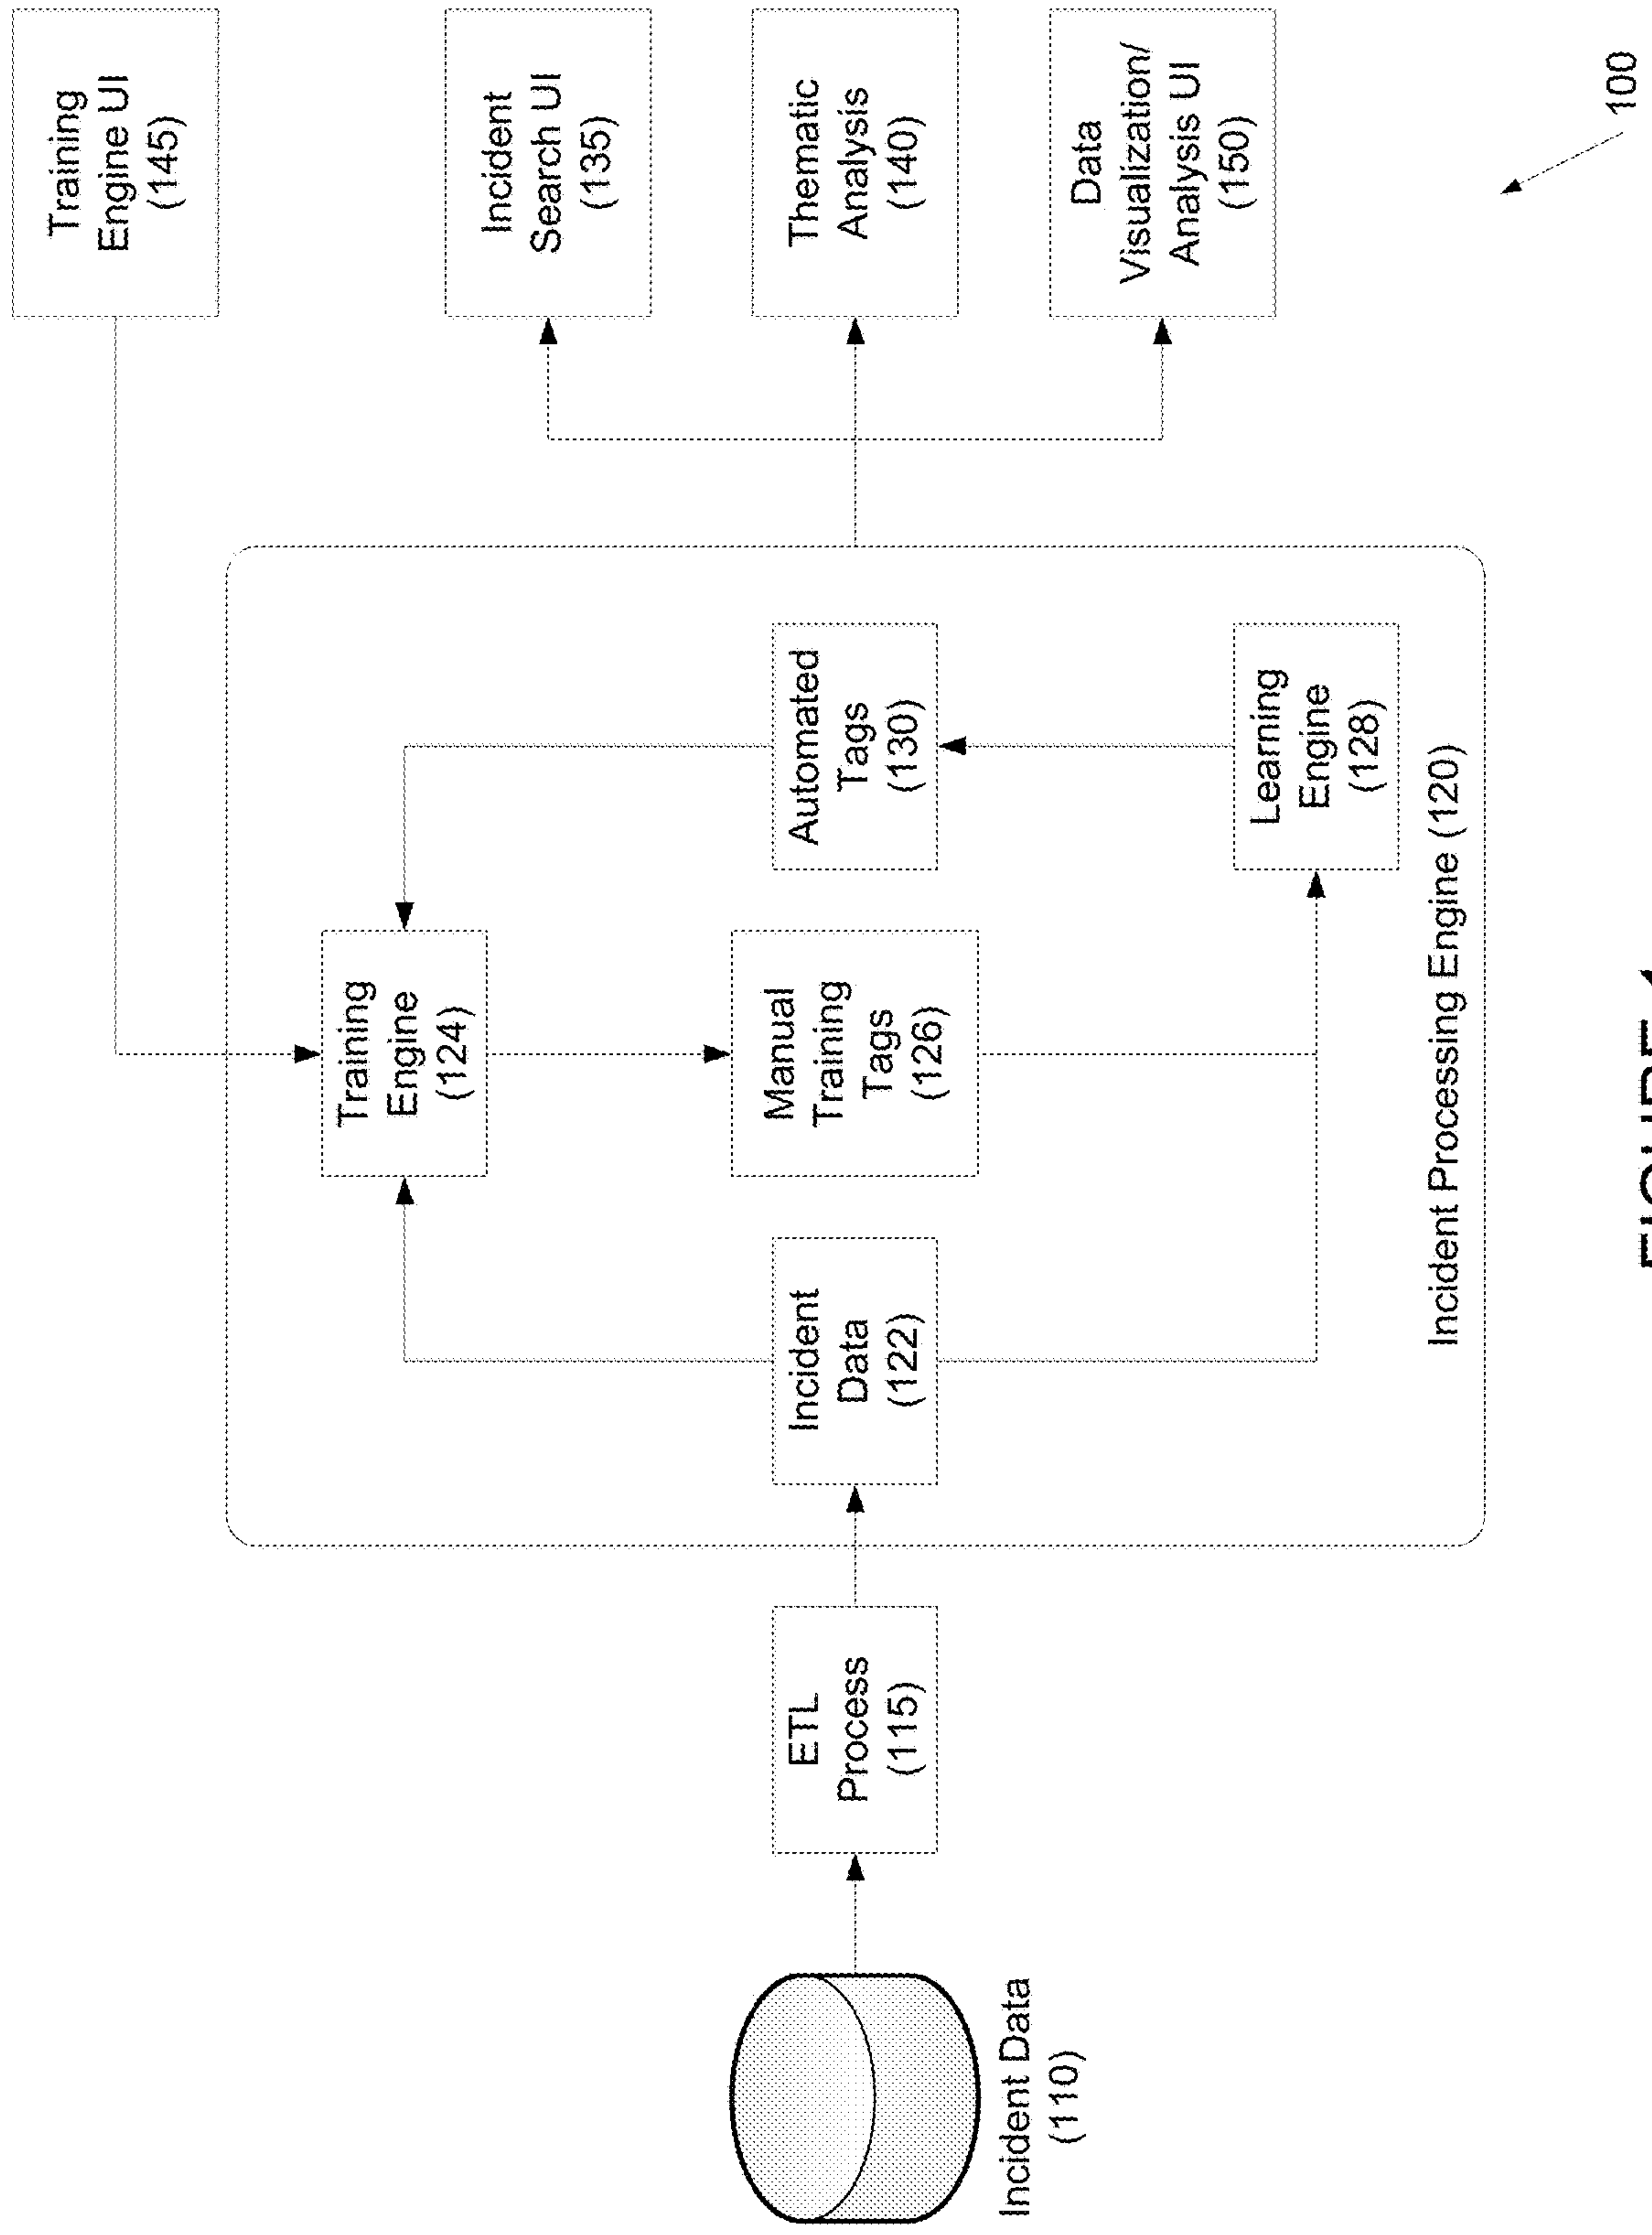 Training
Engine UI
(145)
Incident
Search UI
(135)
Thematic
Analysis
(140)
Data
Visualization/
Analysis UI
(150)
100
Training
Engine
(124)
Automated
Tags
(130)
Manual
Training
Tags
(126)
Learning
Engine
(128)
Incident
Data
(122)
Incident Processing Engine (120)
ETL
Process
(115)
Incident Data
(110)